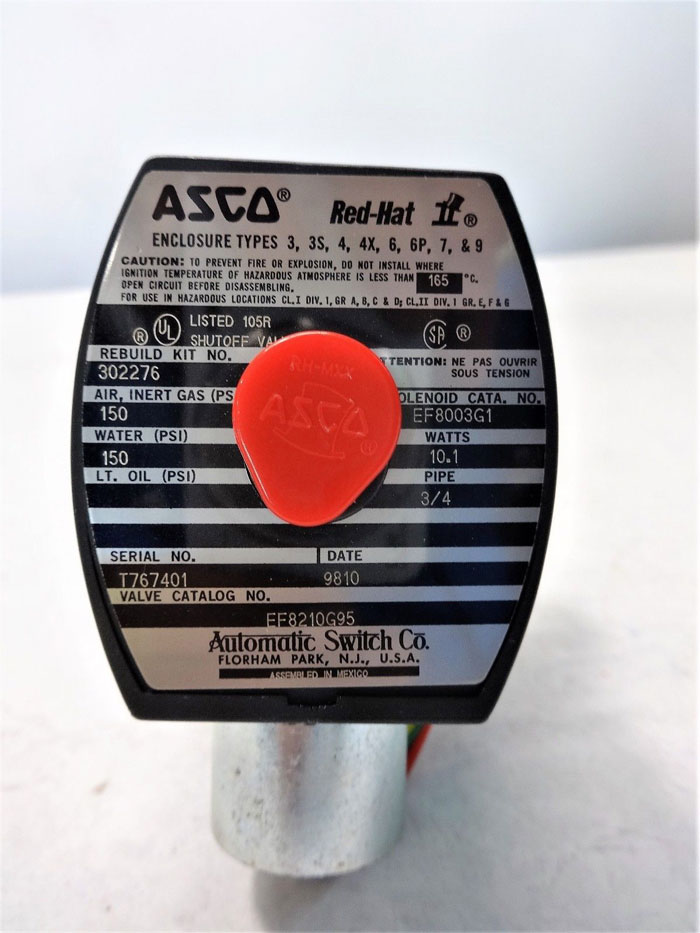 ASCO® Red-Hat II®
ENCLOSURE TYPES 3, 3S, 4, 4X, 6, 6P, 7, & 9
CAUTION: TO PREVENT FIRE OR EXPLOSION, DO NOT INSTALL WHERE
IGNITION TEMPERATURE OF HAZARDOUS ATMOSPHERE IS LESS THAN 165 °C.
OPEN CIRCUIT BEFORE DISASSEMBLING.
FOR USE IN HAZARDOUS LOCATIONS CL.I DIV. 1, GR A, B, C & D; CL.II DIV. 1 GR. E, F & G
® UL LISTED 105R SA ®
SHUTOFF
REBUILD KIT NO. NE PAS OUVRIR
302276 SOUS TENSION
AIR, INERT GAS CATA. NO.
150 EF8003G1
WATER (PSI) WATTS
150 10.1
LT. OIL (PSI) PIPE
3/4
RH-MXX
ASCO®
SERIAL NO. DATE
T767401 9810
VALVE CATALOG NO.
EF8210G95
Automatic Switch Co.
FLORHAM PARK, N.J., U.S.A.
ASSEMBLED IN MEXICO